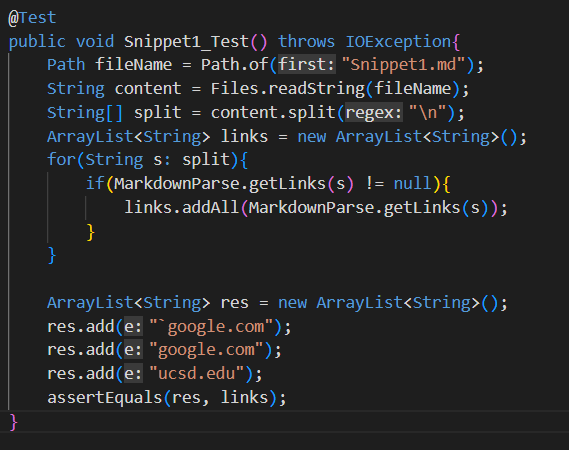 @Test
public void Snippet1_Test() throws IOException{
Path fileName = Path.of(first: "Snippet1.md");
String content = Files.readString(fileName);
String[] split = content.split(regex: "\n");
ArrayList<String> links = new ArrayList<String>();
for(String s: split){
if(MarkdownParse.getLinks(s) != null){
links.addAll(MarkdownParse.getLinks(s));
}
}
ArrayList<String> res = new ArrayList<String>();
res.add(e: "`google.com");
res.add(e: "google.com");
res.add(e: "ucsd.edu");
assertEquals(res, links);
}